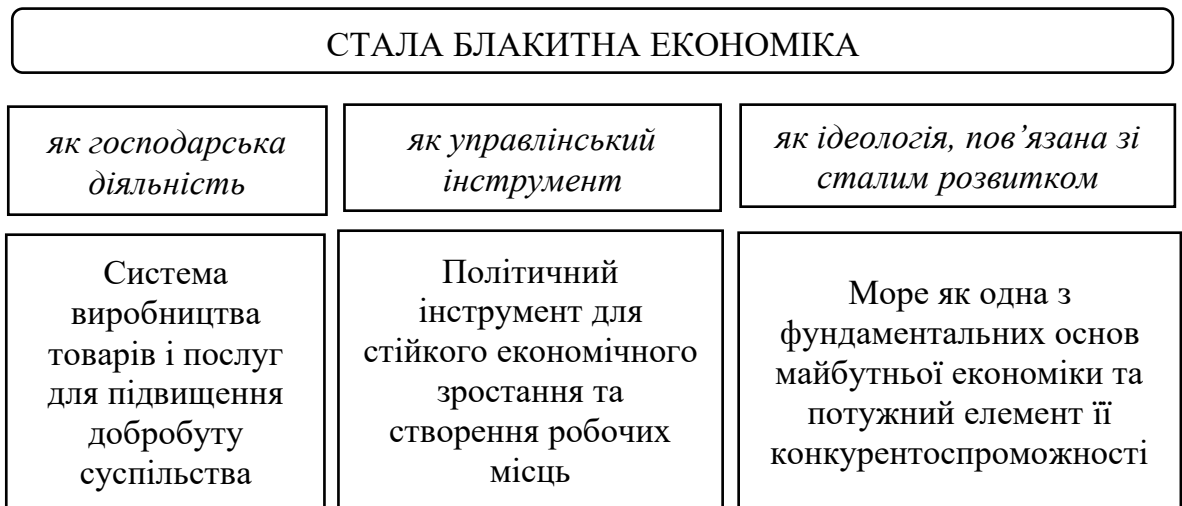 СТАЛА БЛАКИТНА ЕКОНОМІКА
як господарська
діяльність
як управлінський
інструмент
як ідеологія, пов’язана зі
сталим розвитком
Система
виробництва
товарів і послуг
для підвищення
добробуту
суспільства
Політичний
інструмент для
стійкого економічного
зростання та
створення робочих
місць
Море як одна з
фундаментальних основ
майбутньої економіки та
потужний елемент її
конкурентоспроможності